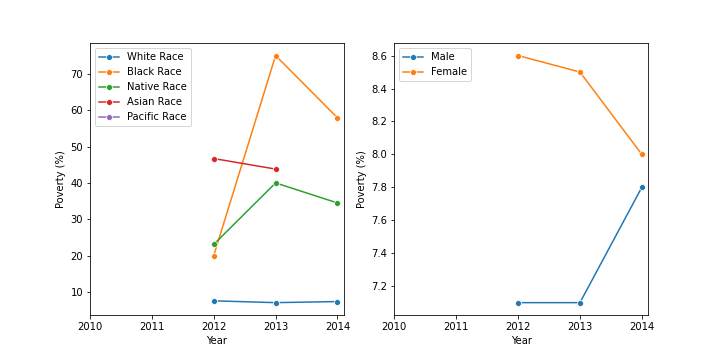 White Race
Black Race
Native Race
Asian Race
Pacific Race
70
60
50
40
30
20
10
Poverty (%)
2010 2011 2012 2013 2014
Year
Male
Female
8.6
8.4
8.2
8.0
7.8
7.6
7.4
7.2
Poverty (%)
2010 2011 2012 2013 2014
Year